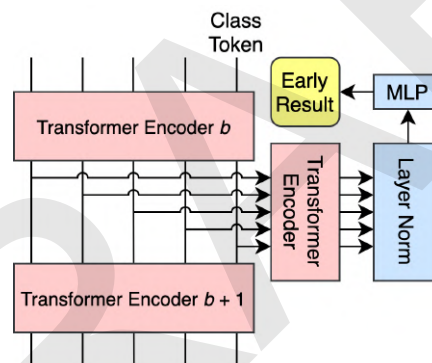 Class
Token
Early
Result
MLP
Transformer Encoder b
Transformer
Encoder
Layer Norm
Transformer Encoder b + 1